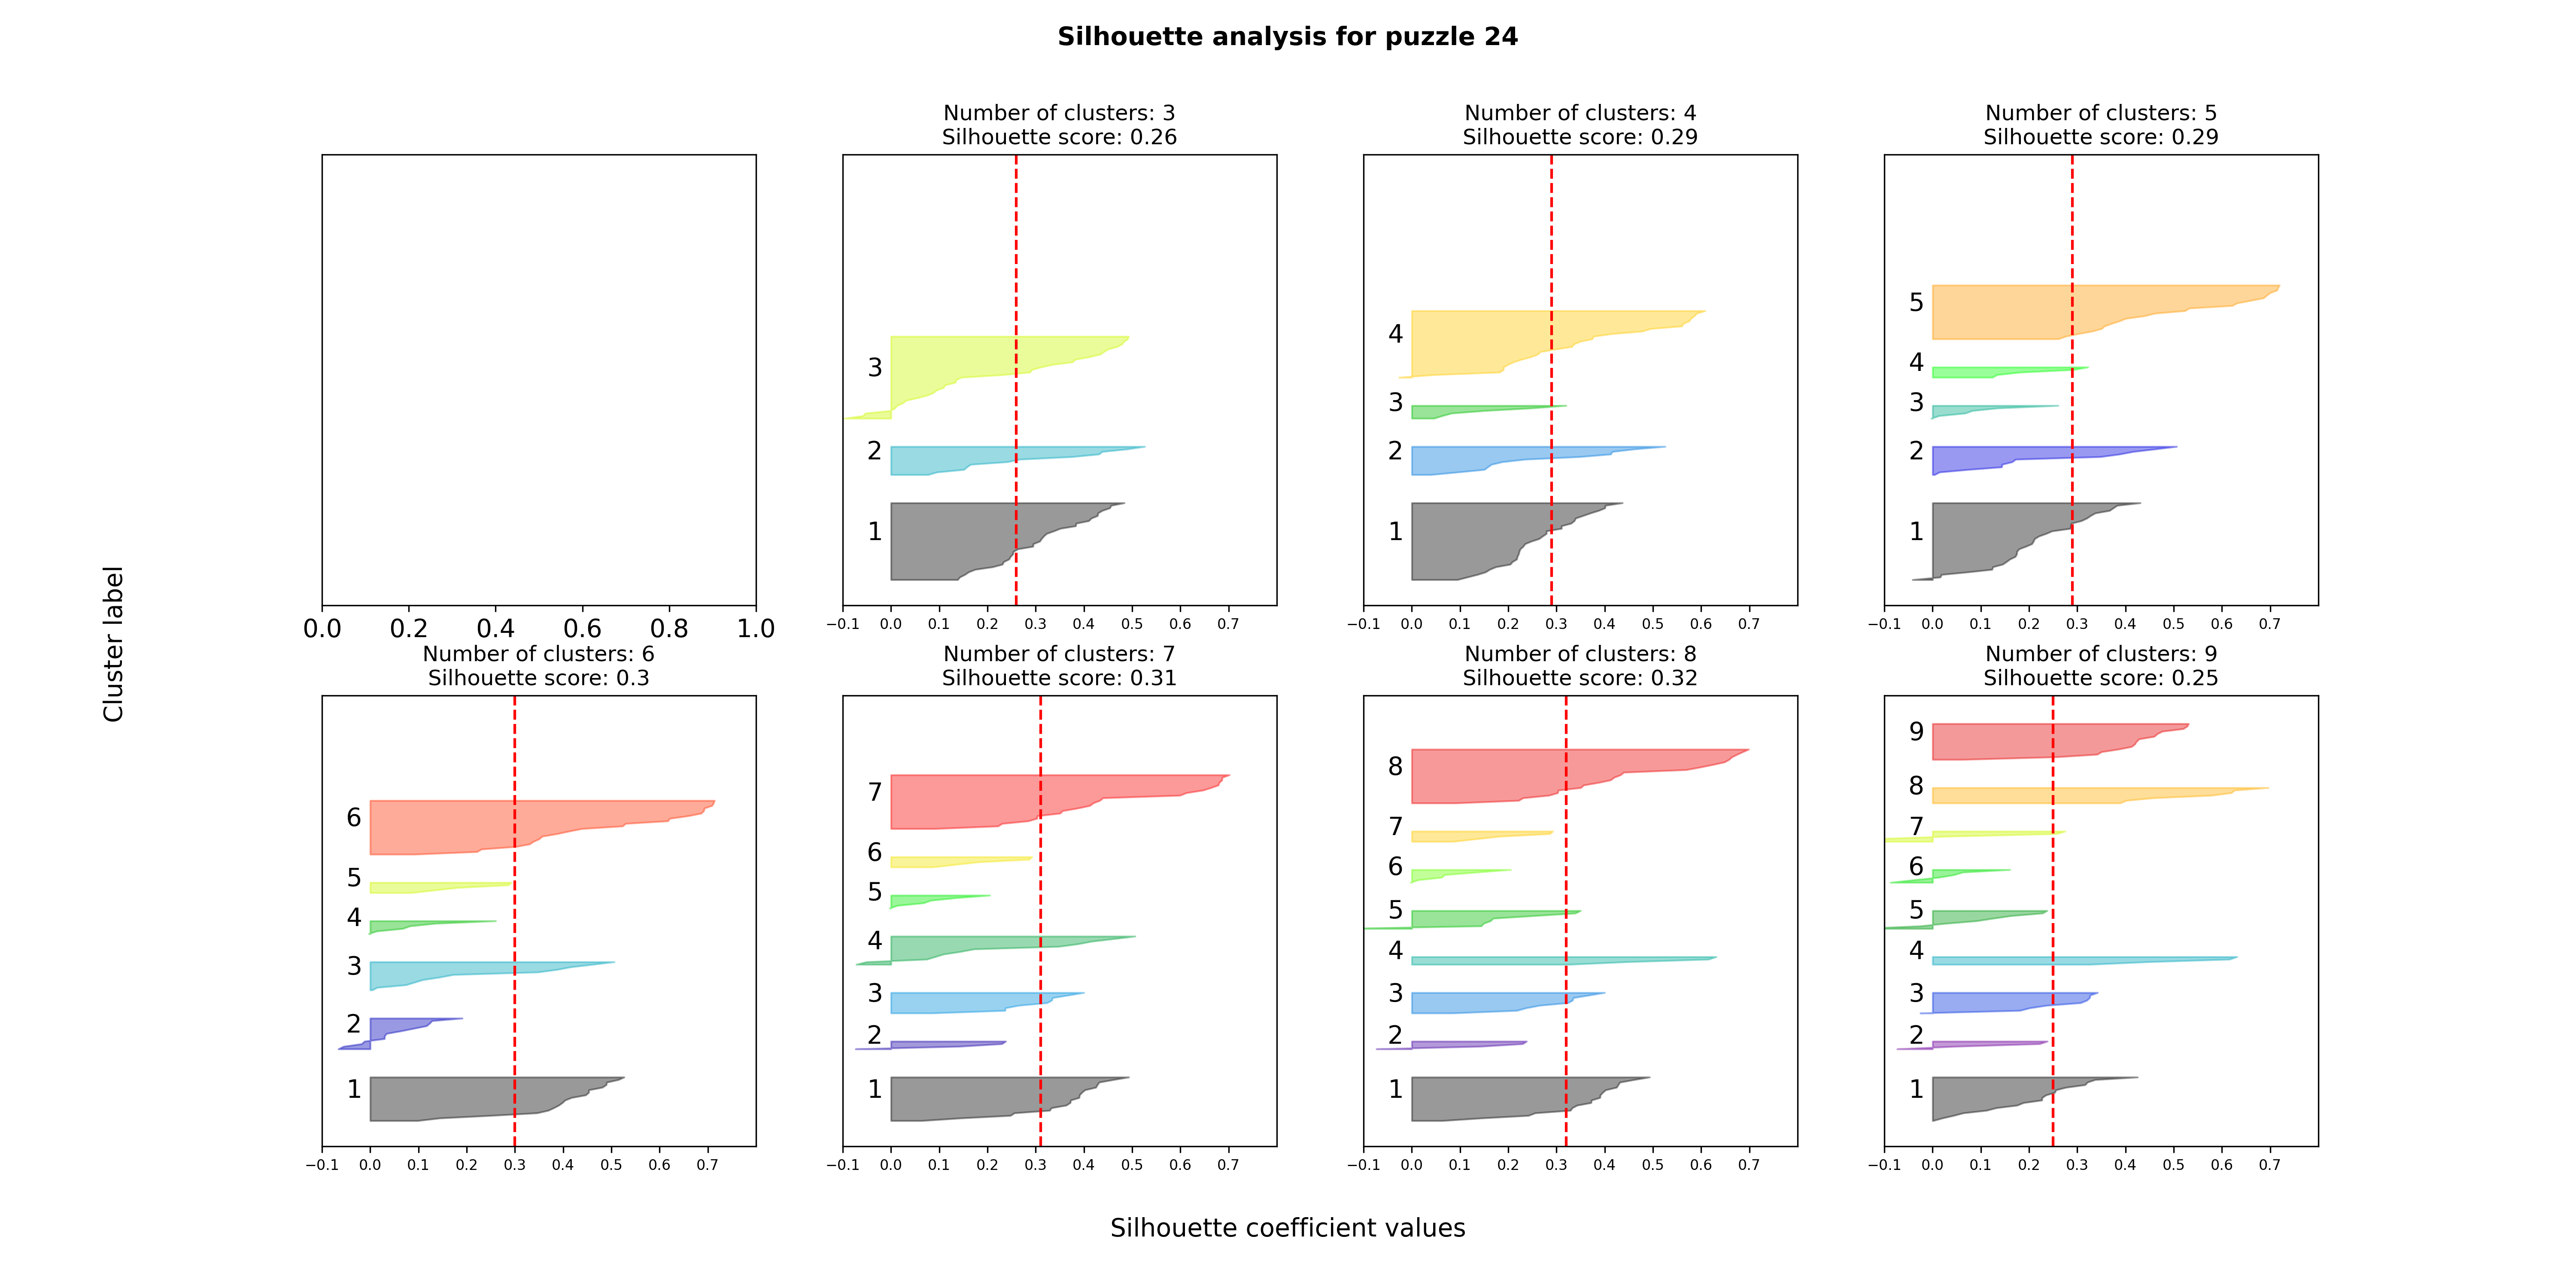 Silhouette analysis for puzzle 24
Number of clusters: 3
Silhouette score: 0.26
Number of clusters: 4
Silhouette score: 0.29
Number of clusters: 5
Silhouette score: 0.29
0.0 0.2 0.4 0.6 0.8 1.0
3
2
1
−0.1 0.0 0.1 0.2 0.3 0.4 0.5 0.6 0.7
4
3
2
1
−0.1 0.0 0.1 0.2 0.3 0.4 0.5 0.6 0.7
5
4
3
2
1
−0.1 0.0 0.1 0.2 0.3 0.4 0.5 0.6 0.7
Cluster label
Number of clusters: 6
Silhouette score: 0.3
Number of clusters: 7
Silhouette score: 0.31
Number of clusters: 8
Silhouette score: 0.32
Number of clusters: 9
Silhouette score: 0.25
6
5
4
3
2
1
−0.1 0.0 0.1 0.2 0.3 0.4 0.5 0.6 0.7
7
6
5
4
3
2
1
−0.1 0.0 0.1 0.2 0.3 0.4 0.5 0.6 0.7
8
7
6
5
4
3
2
1
−0.1 0.0 0.1 0.2 0.3 0.4 0.5 0.6 0.7
9
8
7
6
5
4
3
2
1
−0.1 0.0 0.1 0.2 0.3 0.4 0.5 0.6 0.7
Silhouette coefficient values